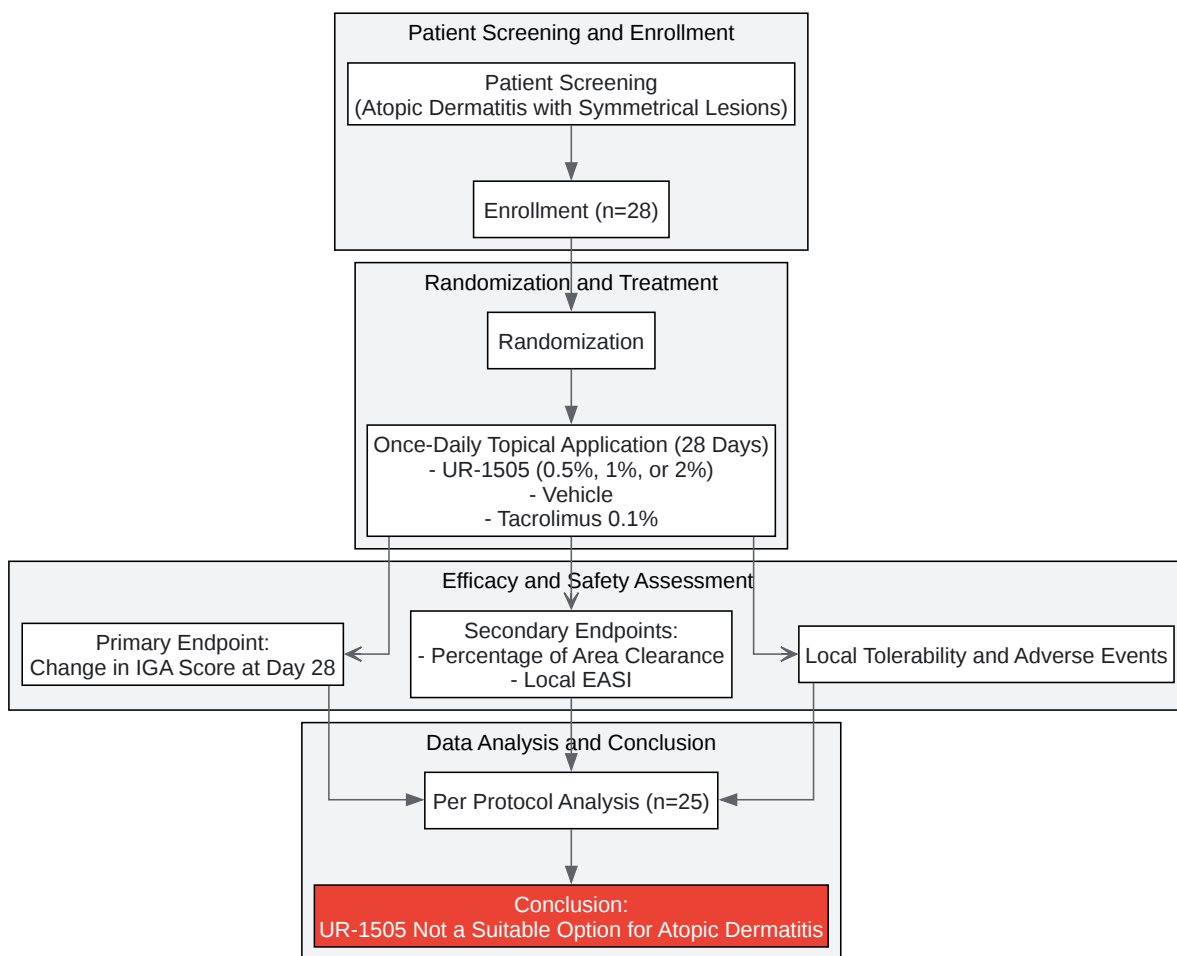 Patient Screening and Enrollment
Patient Screening
(Atopic Dermatitis with Symmetrical Lesions)
Enrollment (n=28)
Randomization and Treatment
Randomization
Once-Daily Topical Application (28 Days)
- UR-1505 (0.5%, 1%, or 2%)
- Vehicle
- Tacrolimus 0.1%
Efficacy and Safety Assessment
Primary Endpoint:
Change in IGA Score at Day 28
Secondary Endpoints:
- Percentage of Area Clearance
- Local EASI
Local Tolerability and Adverse Events
Data Analysis and Conclusion
Per Protocol Analysis (n=25)
Conclusion:
UR-1505 Not a Suitable Option for Atopic Dermatitis